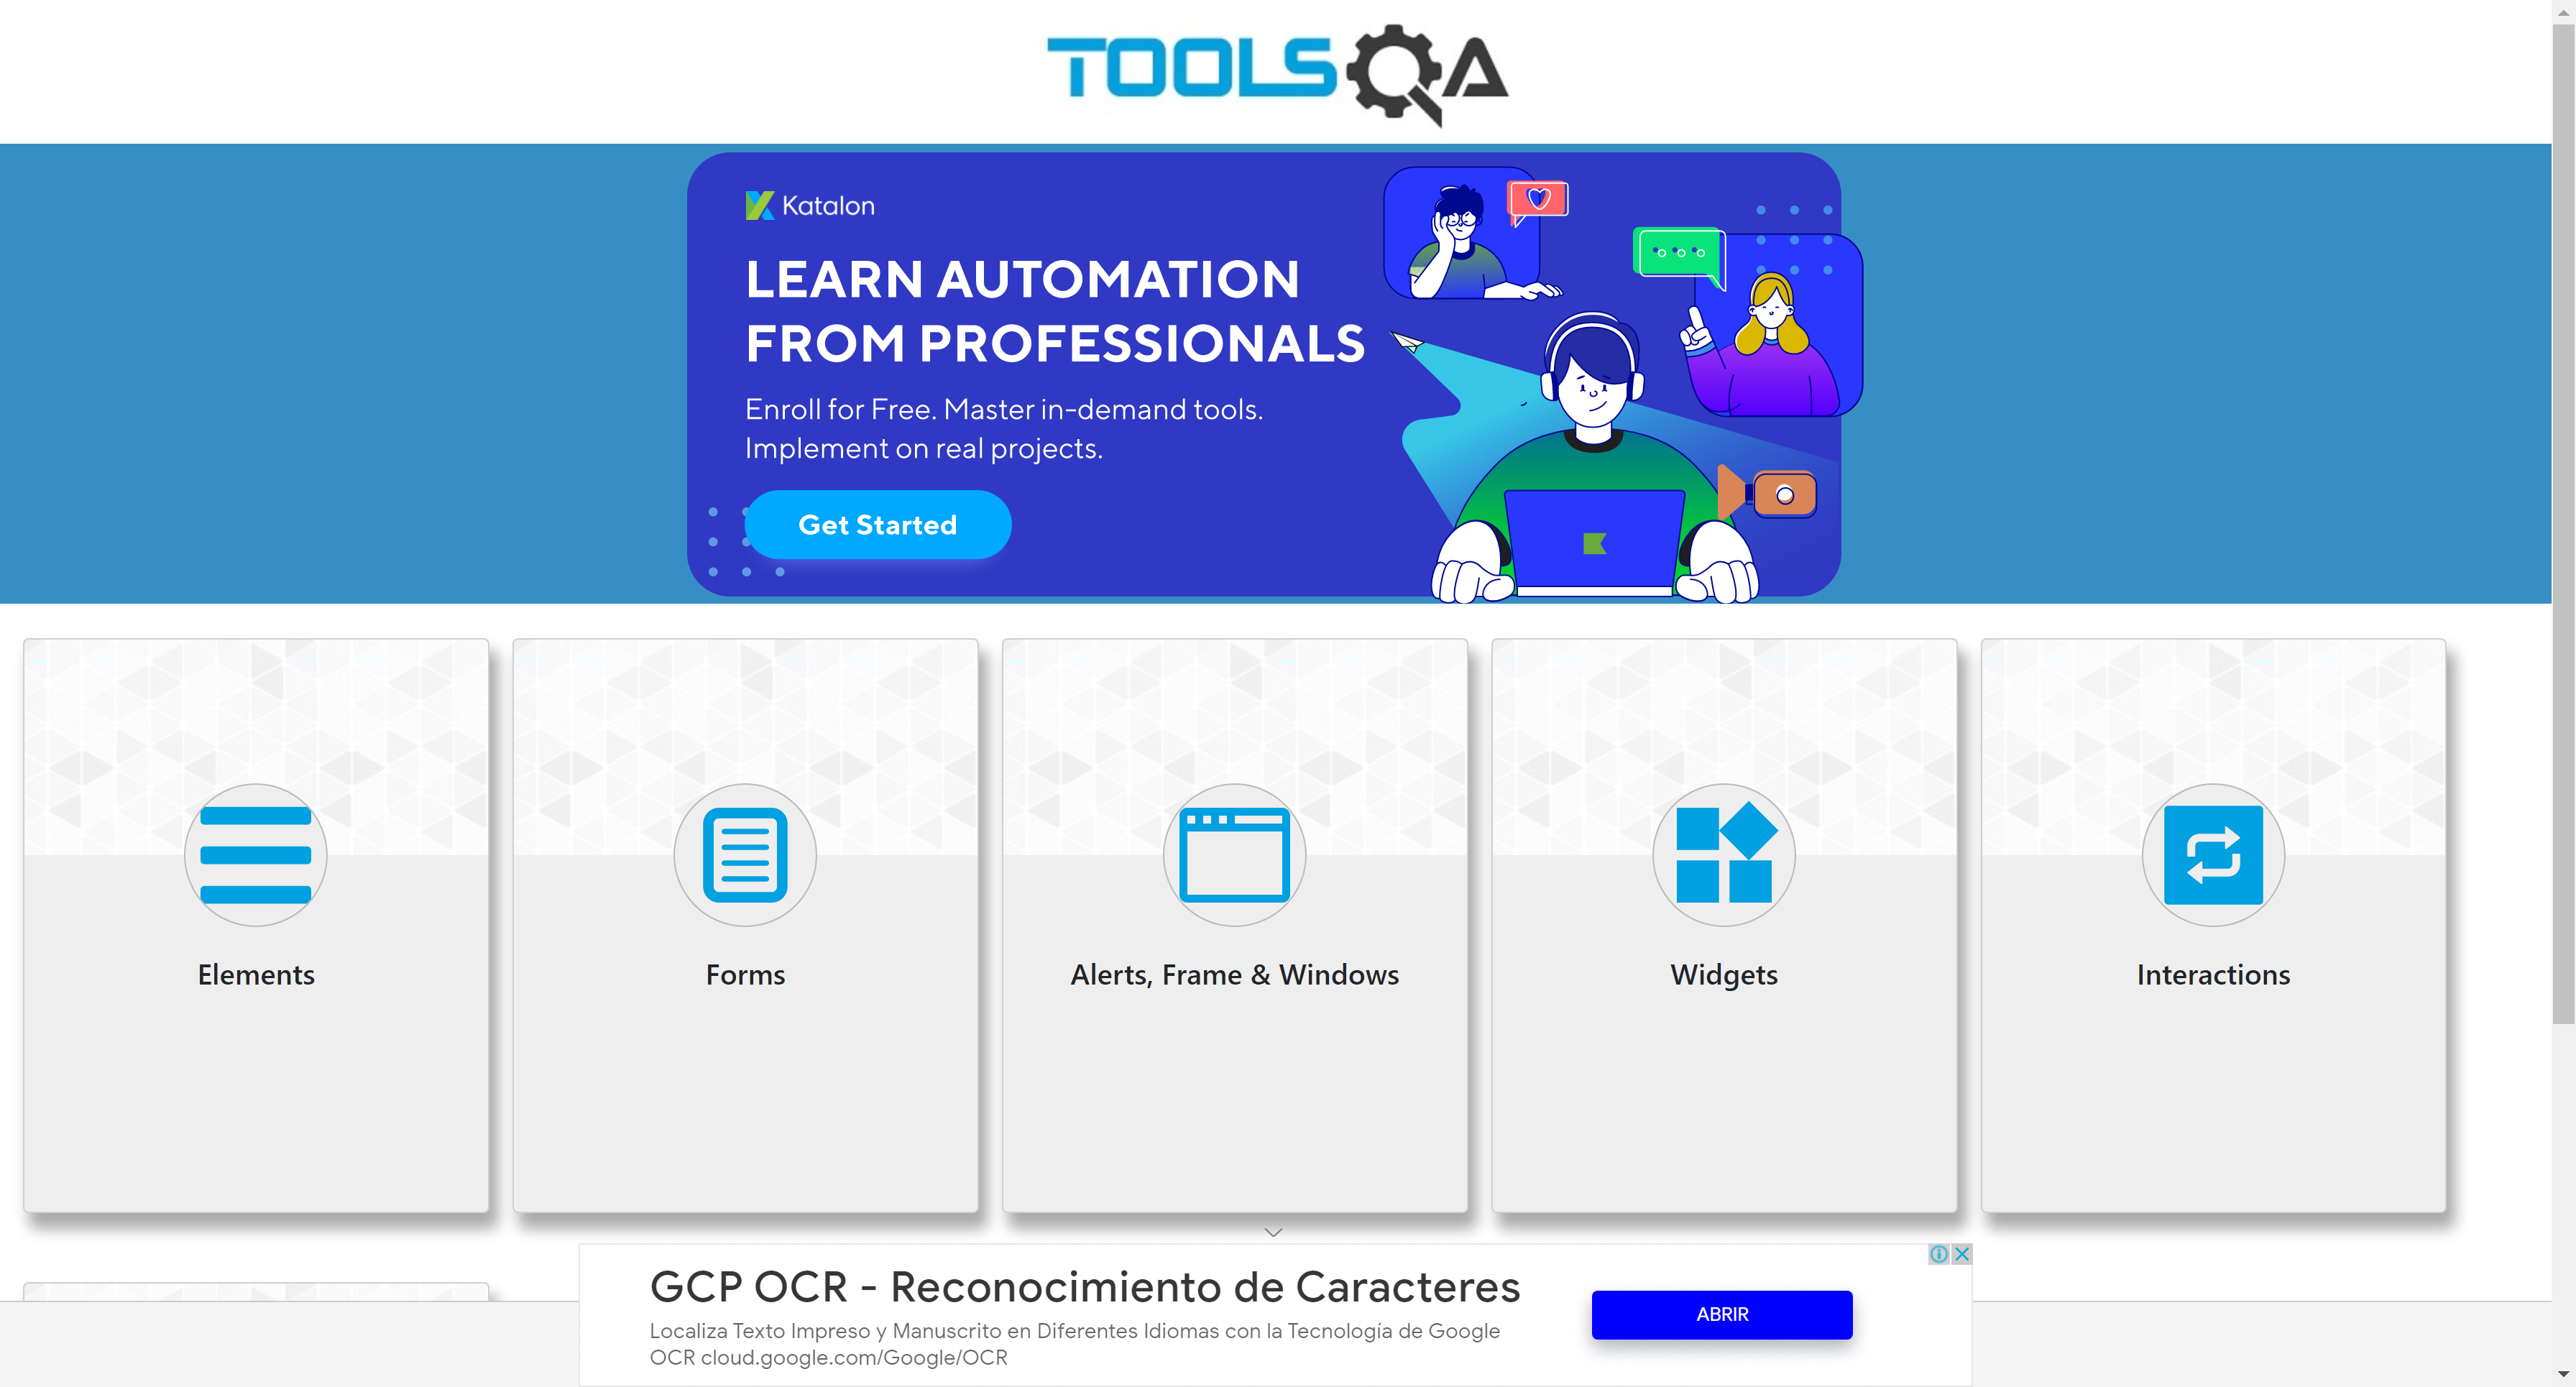 TOOLSQA
Katalon
LEARN AUTOMATION
FROM PROFESSIONALS
Enroll for Free. Master in-demand tools.
Implement on real projects.
Get Started
Elements
Forms
Alerts, Frame & Windows
Widgets
Interactions
GCP OCR - Reconocimiento de Caracteres
Localiza Texto Impreso y Manuscrito en Diferentes Idiomas con la Tecnología de Google
OCR cloud.google.com/Google/OCR
ABRIR